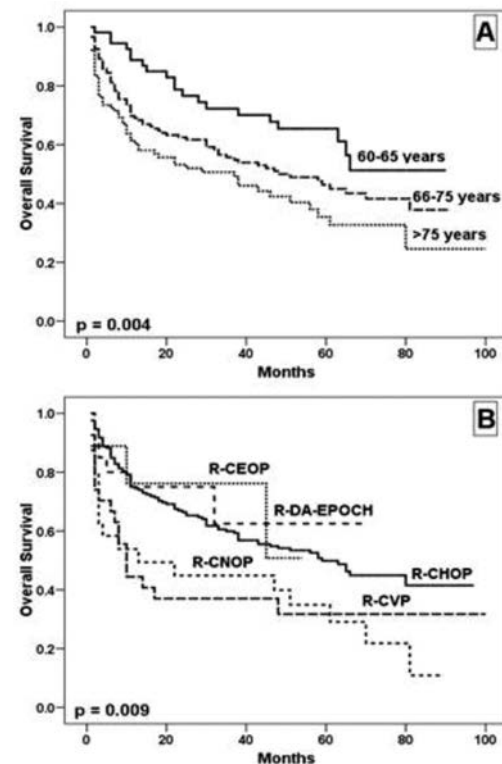 A
1.0
0.8
0.6
0.4
0.2
0.0
Overall Survival
60-65 years
66-75 years
>75 years
p = 0.004
0 20 40 60 80 100
Months
B
1.0
0.8
0.6
0.4
0.2
0.0
Overall Survival
R-CEOP
R-DA-EPOCH
R-CHOP
R-CNOP
R-CVP
p = 0.009
0 20 40 60 80 100
Months